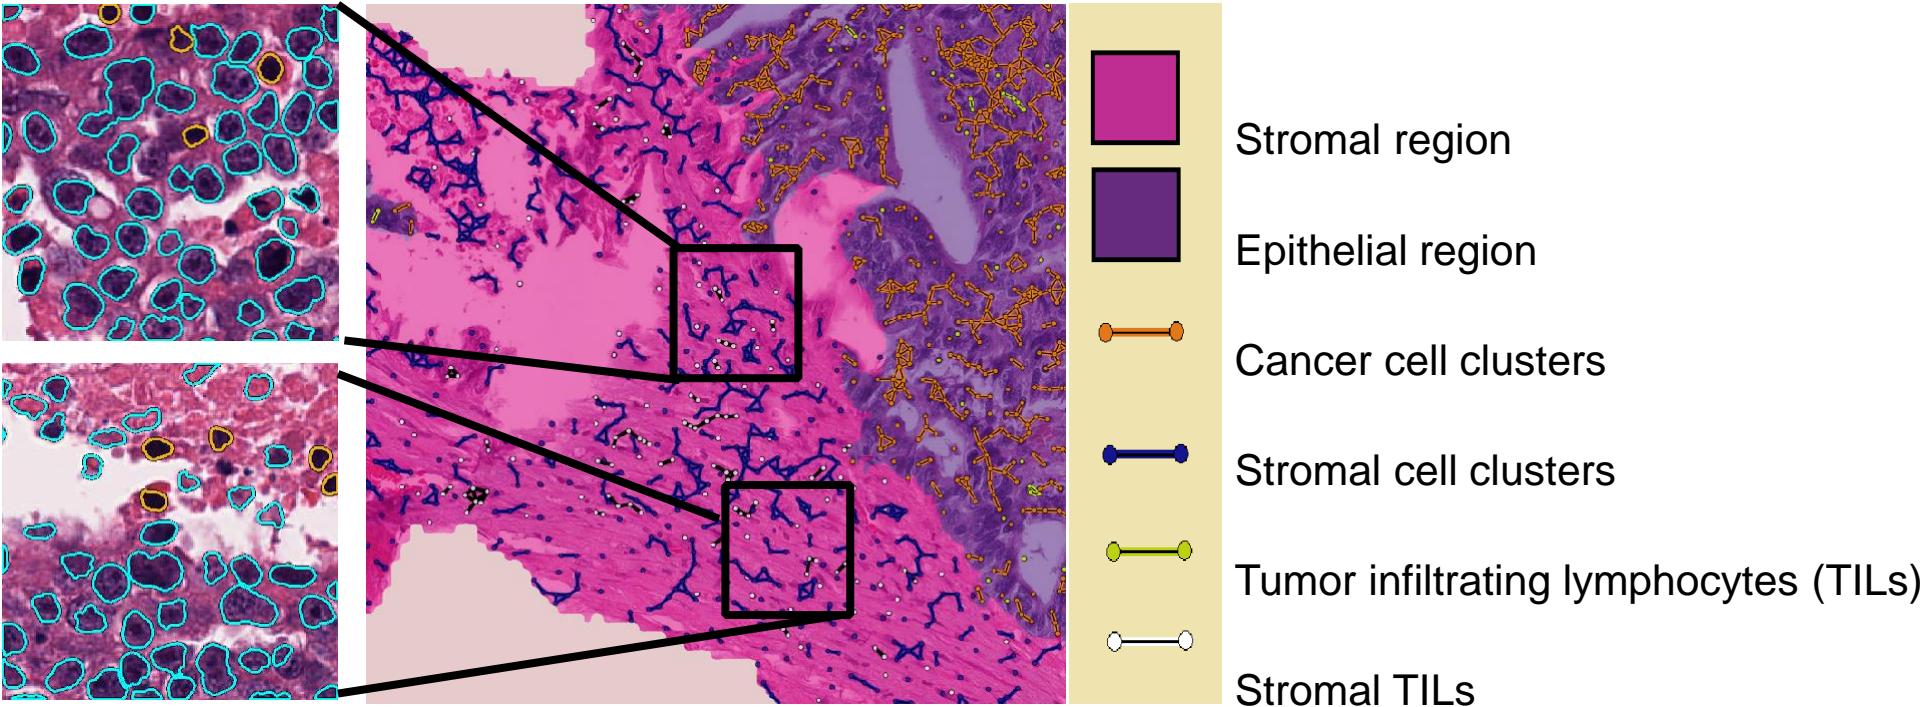 Stromal region
Epithelial region
Cancer cell clusters
Stromal cell clusters
Tumor infiltrating lymphocytes (TILs)
Stromal TILs